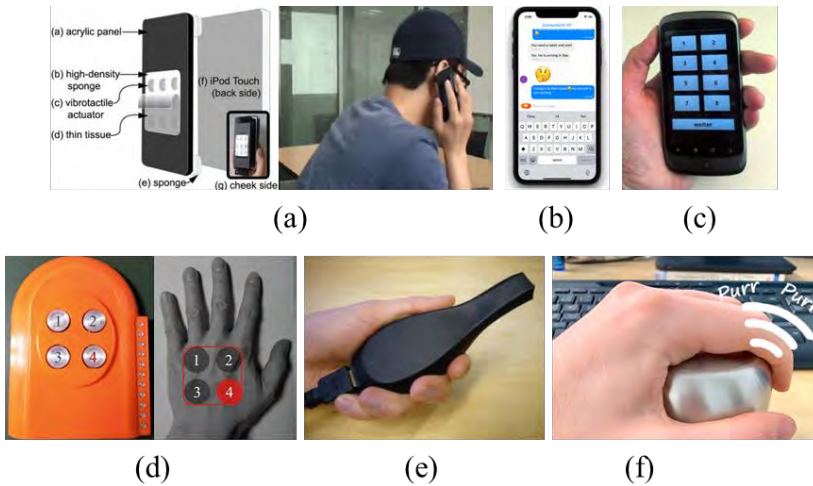 (a) acrylic panel
(b) high-density
sponge
(c) vibrotactile
actuator
(d) thin tissue
(e) sponge
(f) iPod Touch
(back side)
(g) cheek side
(a)
Q W E R T Y U I O P
A S D F G H J K L
Z X C V B N M
(b)
1 2
3 4
5 6
7 8
weiter
(c)
1 2
3 4
1 2
3 4
(d)
(e)
Purr Purr
(f)